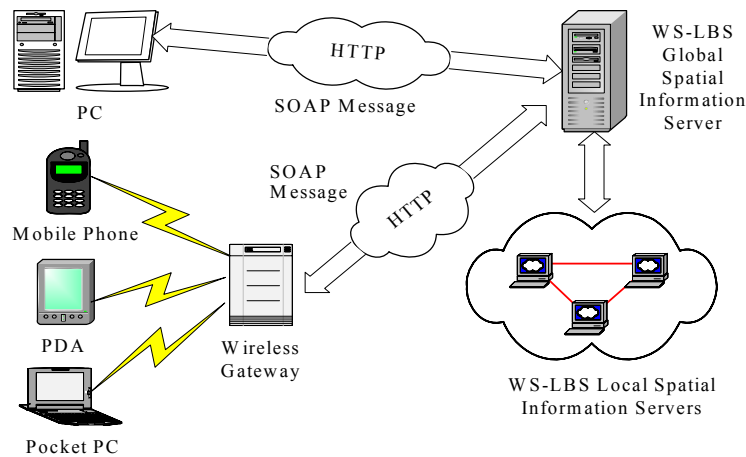 PC
HTTP
SOAP Message
WS-LBS
Global
Spatial
Information
Server
SOAP
Message
HTTP
Mobile Phone
PDA
Wireless
Gateway
Pocket PC
WS-LBS Local Spatial
Information Servers